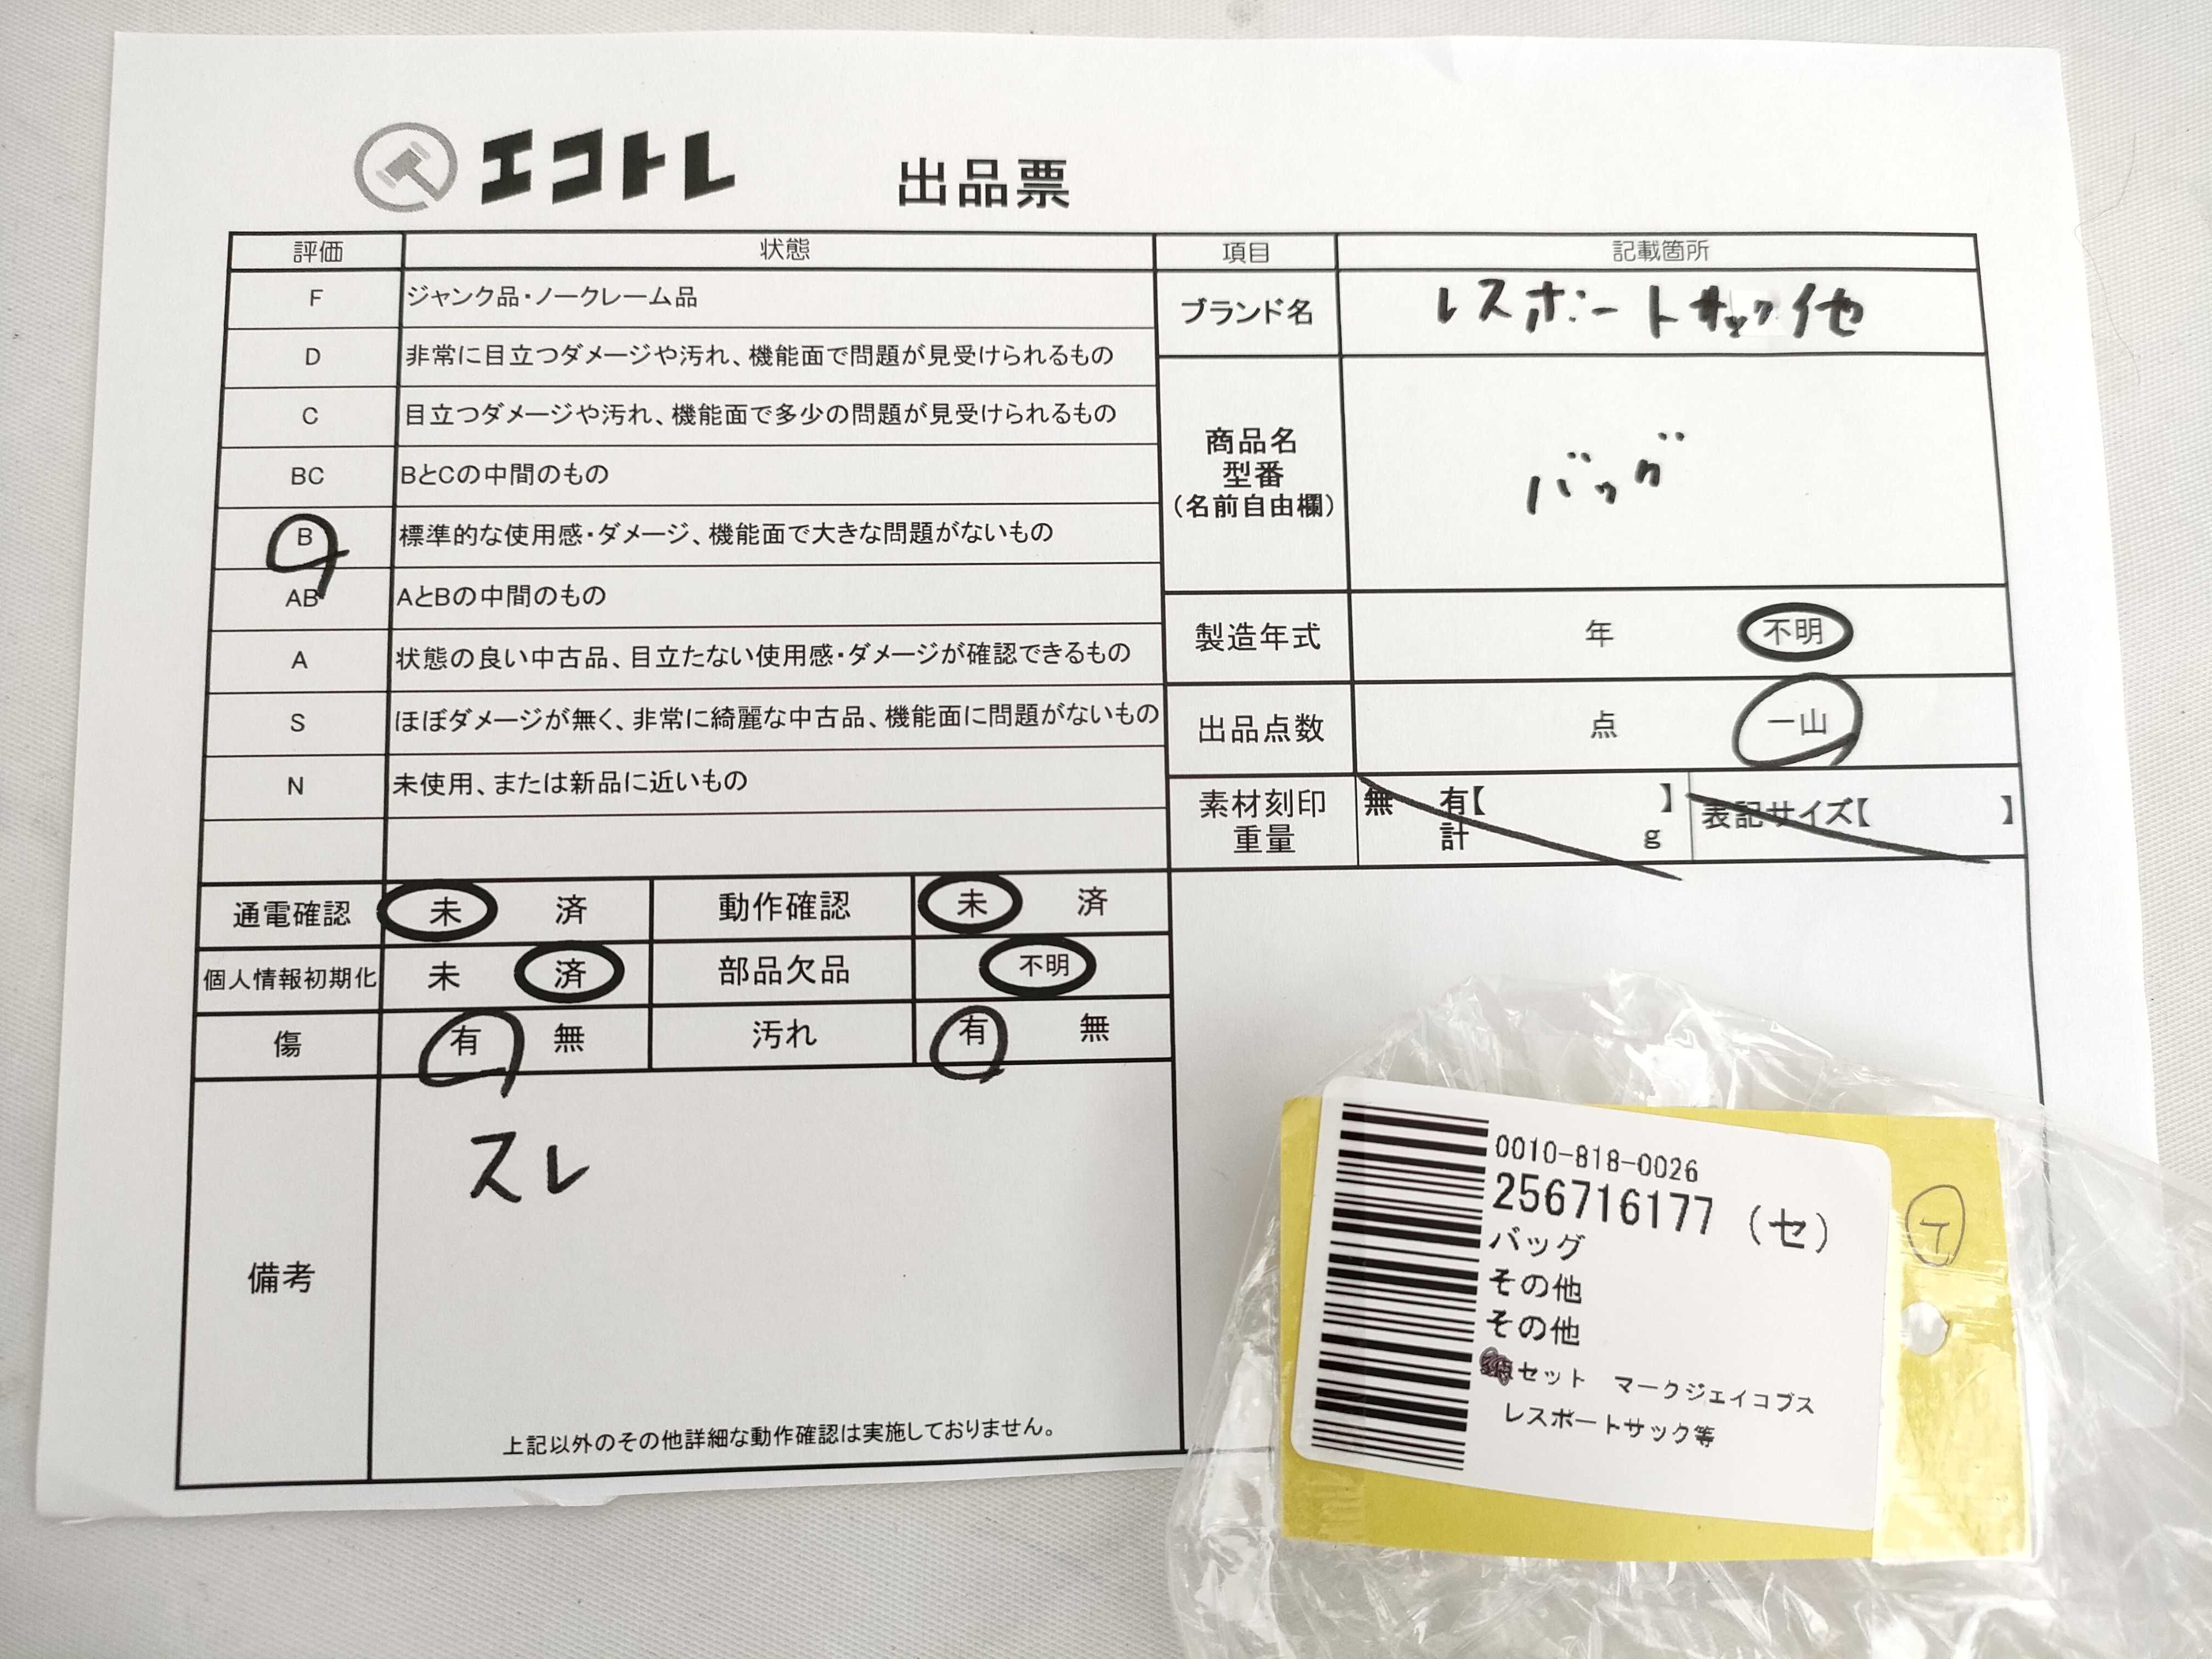 エコトレ 出品票
評価 状態 項目 記載箇所
F ジャンク品・ノークレーム品
ブランド名 レスポートサック他
D 非常に目立つダメージや汚れ、機能面で問題が見受けられるもの
C 目立つダメージや汚れ、機能面で多少の問題が見受けられるもの
商品名
型番
(名前自由欄)
バッグ
BC BとCの中間のもの
B 標準的な使用感・ダメージ、機能面で大きな問題がないもの
AB AとBの中間のもの
製造年式 年 不明
A 状態の良い中古品、目立たない使用感・ダメージが確認できるもの
S ほぼダメージが無く、非常に綺麗な中古品、機能面に問題がないもの
出品点数 点 一山
N 未使用、または新品に近いもの
素材刻印
重量
無 有【 】
計 g
表記サイズ【 】
通電確認 未 済 動作確認 未 済
個人情報初期化 未 済 部品欠品 不明
傷 有 無 汚れ 有 無
備考
スレ
上記以外のその他詳細な動作確認は実施しておりません。
0010-818-0026
256716177 (セ)
バッグ
その他
その他
セット マークジェイコブス
レスポートサック等